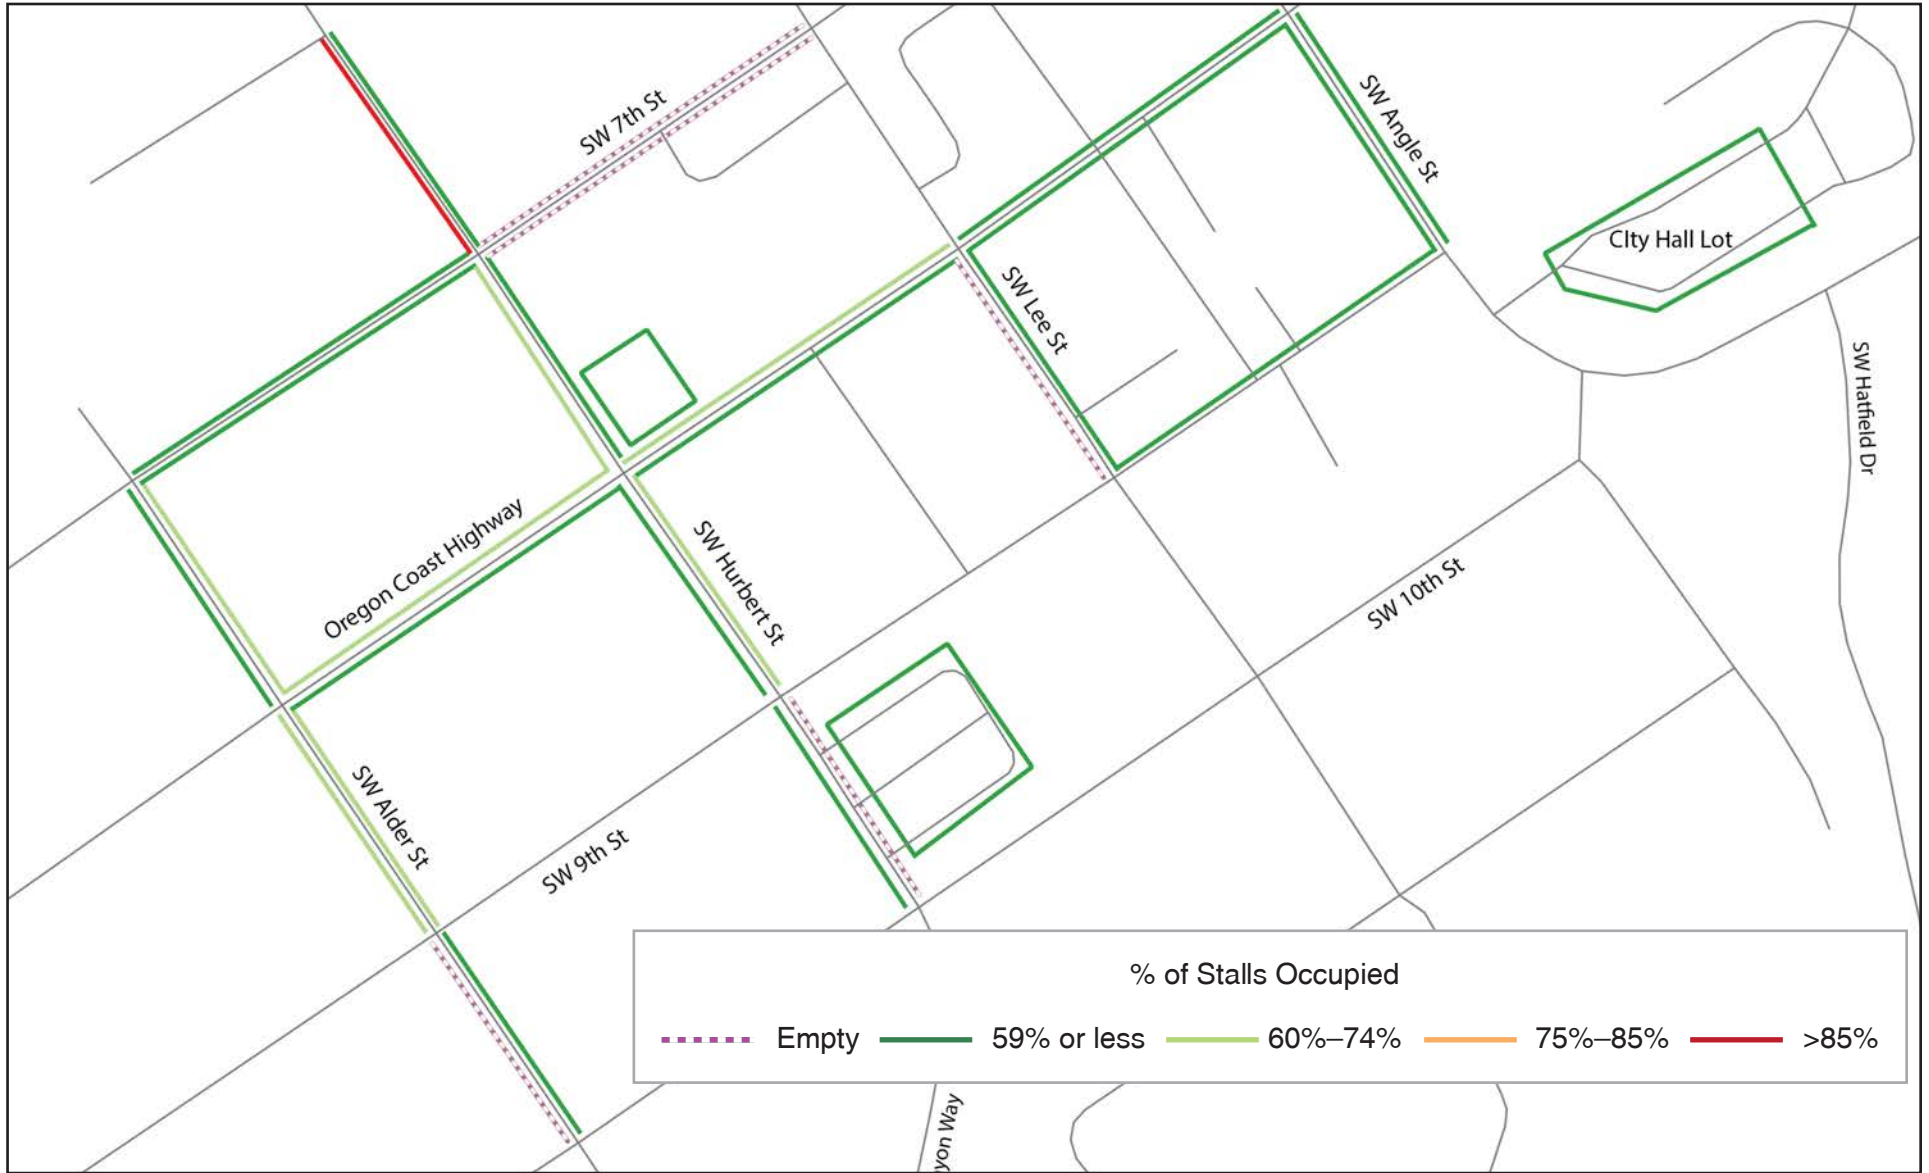 SW 7th St
SW Angle St
CIty Hall Lot
SW Lee St
SW Hatfield Dr
Oregon Coast Highway
SW Hurbert St
SW 10th St
SW Alder St
SW 9th St
% of Stalls Occupied
Empty 59% or less 60%–74% 75%–85% >85%
yon Way